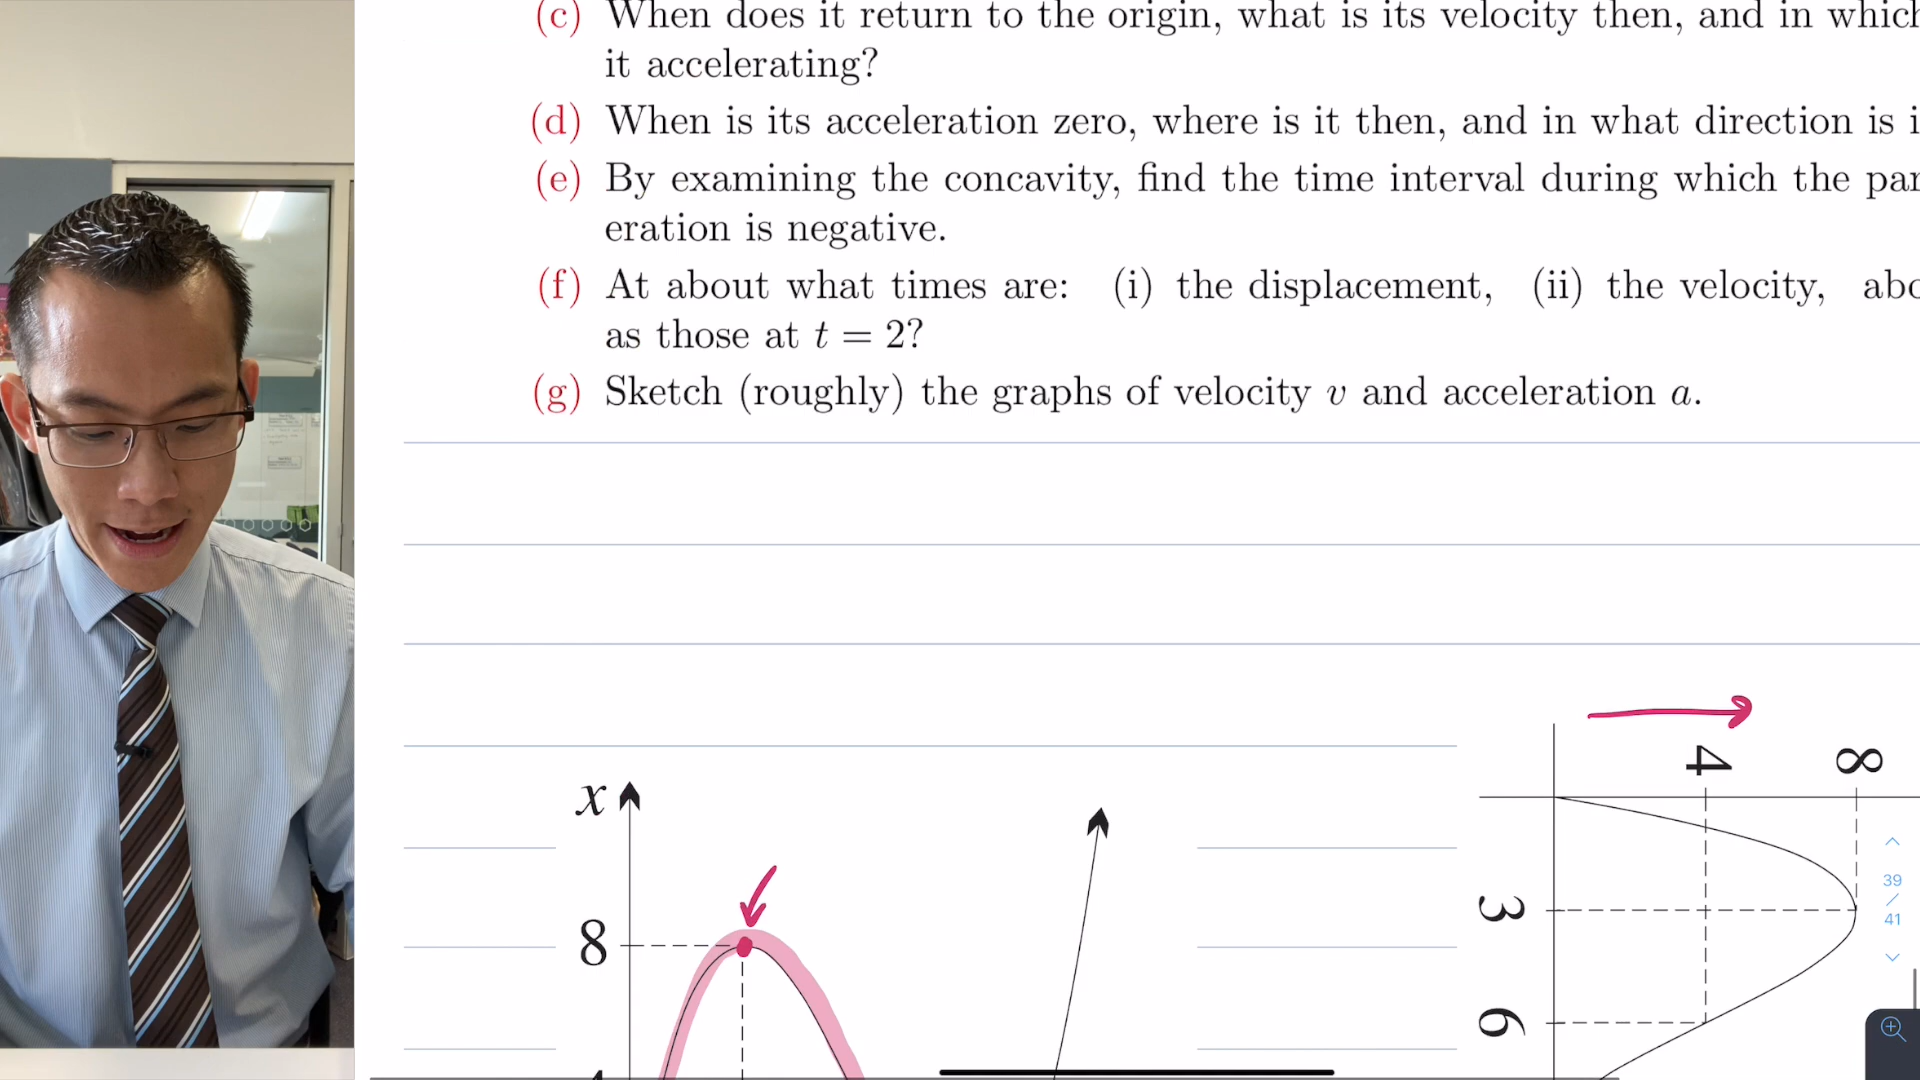 (c) When does it return to the origin, what is its velocity then, and in which
it accelerating?
(d) When is its acceleration zero, where is it then, and in what direction is
(e) By examining the concavity, find the time interval during which the
eration is negative.
(f) At about what times are: (i) the displacement, (ii) the velocity,
as those at t = 2?
(g) Sketch (roughly) the graphs of velocity v and acceleration a.
x
8
4
8
3
6
39
/
41